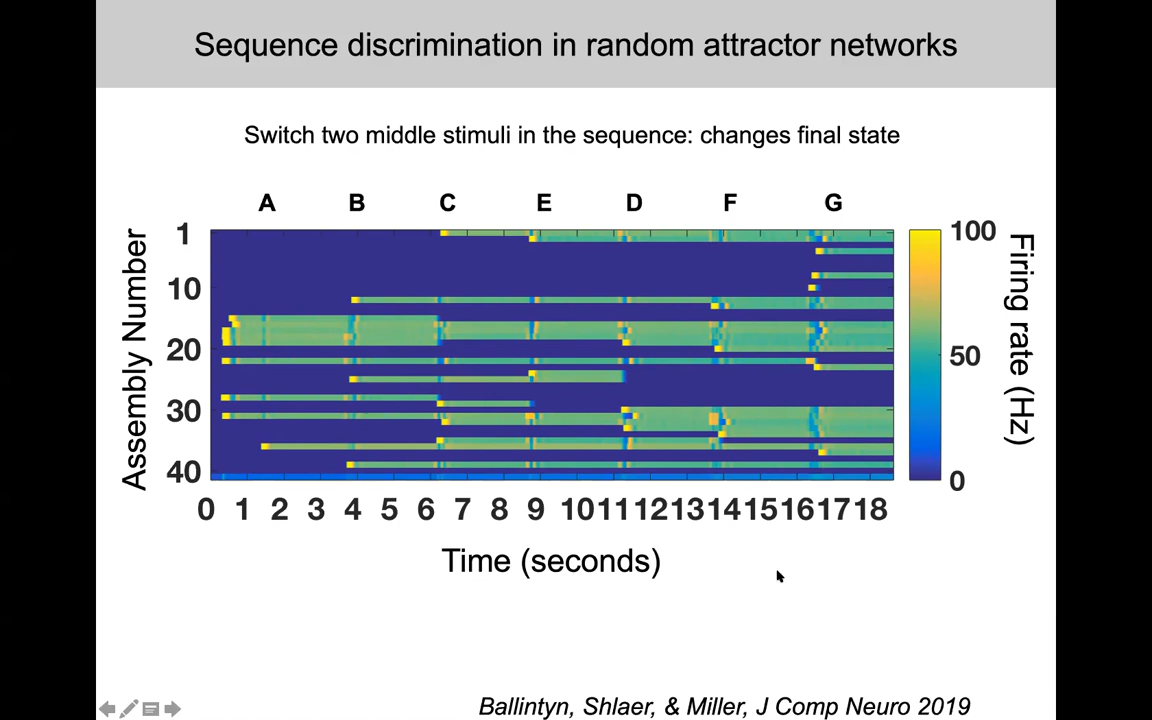 Sequence discrimination in random attractor networks
Switch two middle stimuli in the sequence: changes final state
A B C E D F G
Assembly Number
1
10
20
30
40
0 1 2 3 4 5 6 7 8 9 10 11 12 13 14 15 16 17 18
Time (seconds)
100
50
0
Firing rate (Hz)
Ballintyn, Shlaer, & Miller, J Comp Neuro 2019